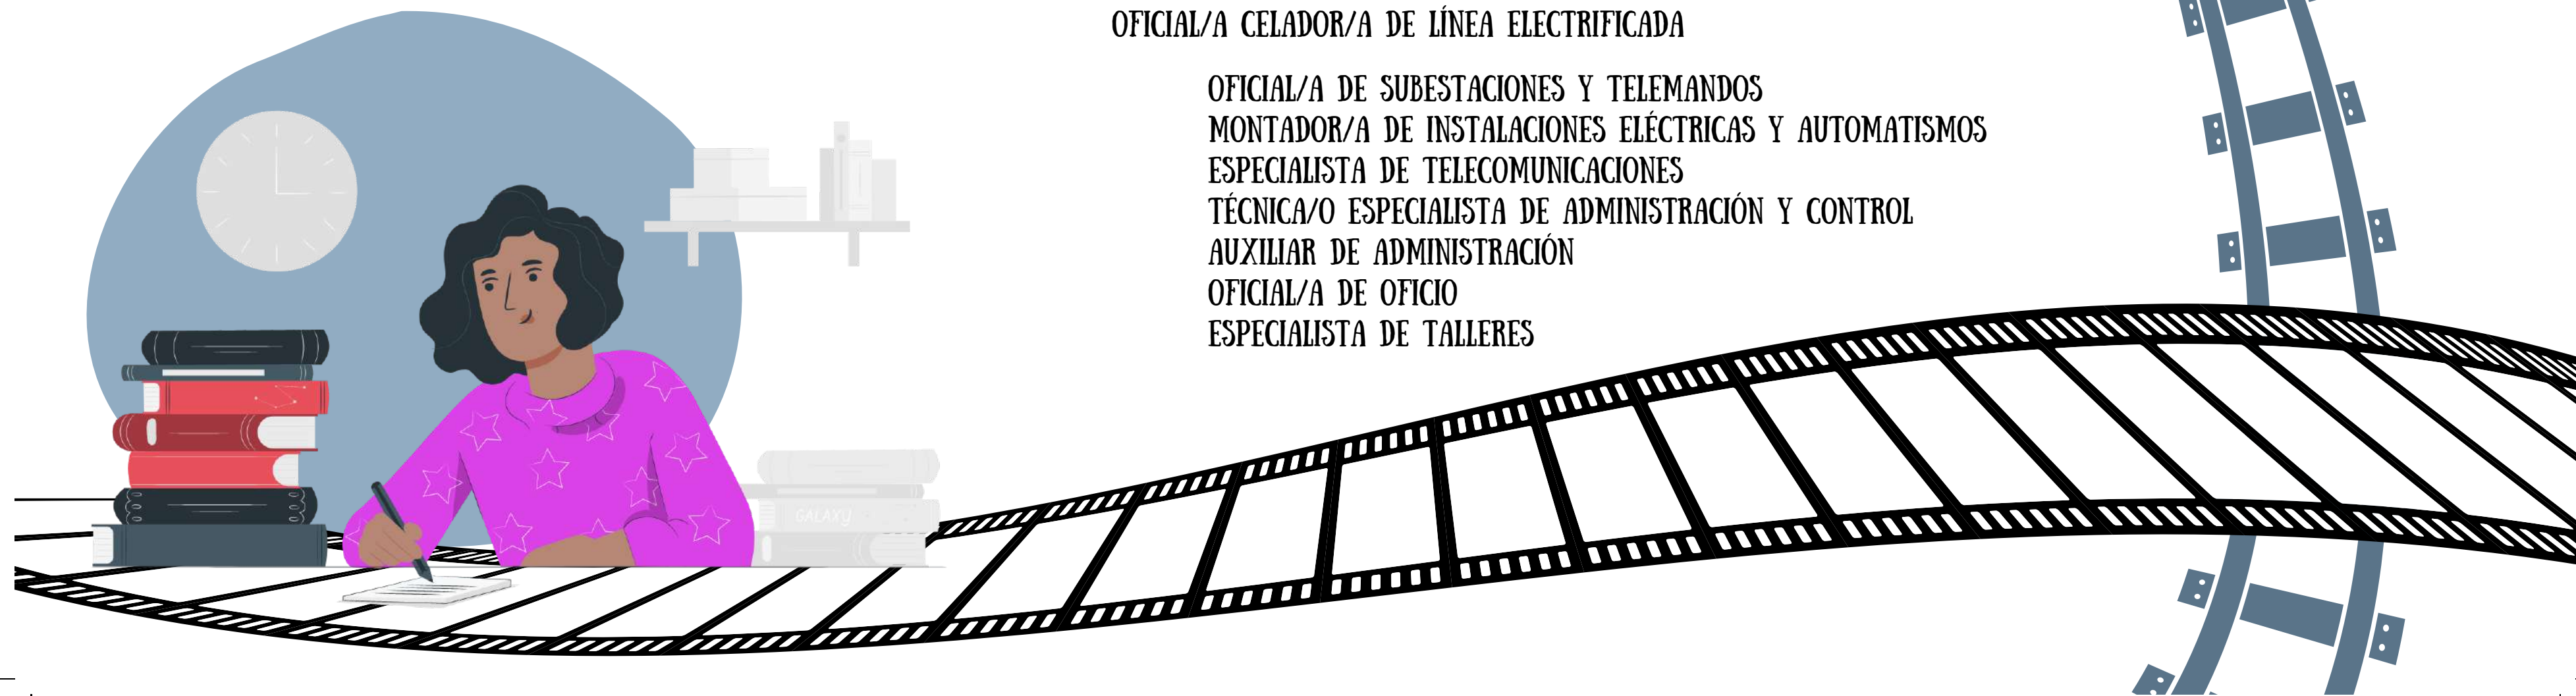 OFICIAL/A CELADOR/A DE LÍNEA ELECTRIFICADA
OFICIAL/A DE SUBESTACIONES Y TELEMANDOS
MONTADOR/A DE INSTALACIONES ELÉCTRICAS Y AUTOMATISMOS
ESPECIALISTA DE TELECOMUNICACIONES
TÉCNICA/O ESPECIALISTA DE ADMINISTRACIÓN Y CONTROL
AUXILIAR DE ADMINISTRACIÓN
OFICIAL/A DE OFICIO
ESPECIALISTA DE TALLERES
GALAXY